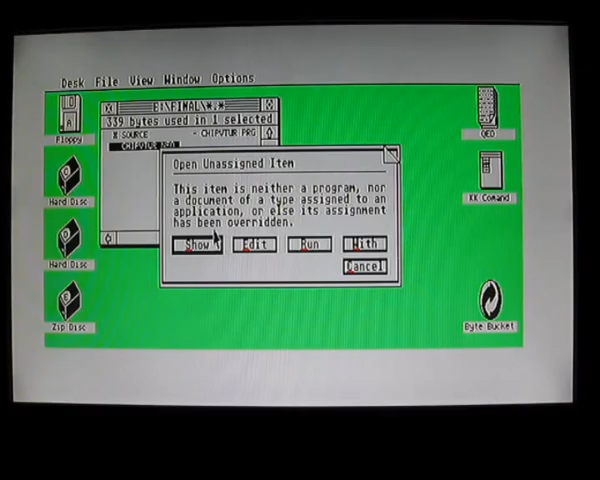 Desk File View Window Options
E:\FINAL\*.*
339 bytes used in 1 selected
SOURCE - CHIPVTUR.PRG
Open Unassigned Item
This item is neither a program, nor
a document of a type assigned to an
application, or else its assignment
has been overridden.
Show Edit Run With
Cancel
A
Floppy
C
Hard Disc
D
Hard Disc
E
Zip Disc
QED
KK Comand
Byte Bucket